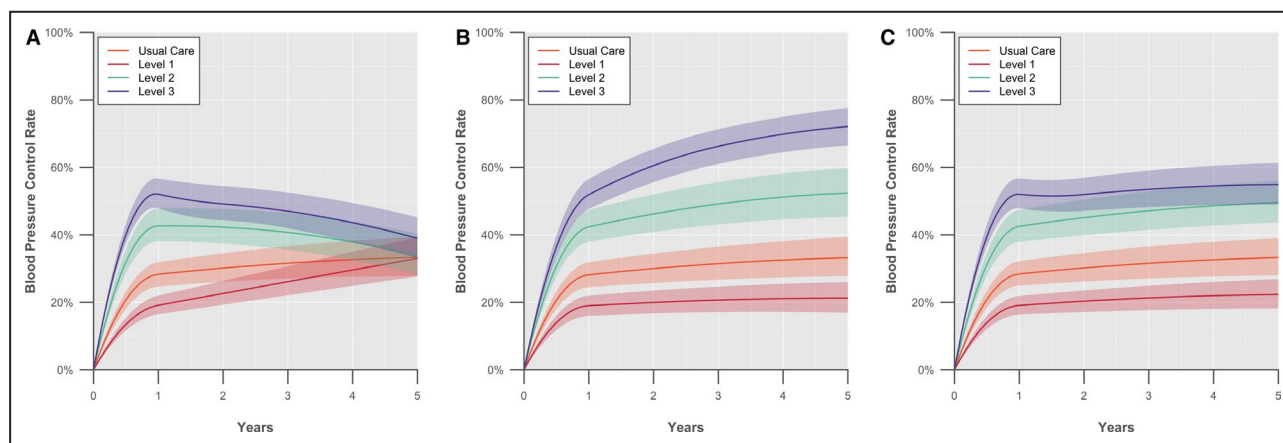 A
100%
80%
60%
40%
20%
0%
Blood Pressure Control Rate
Usual Care
Level 1
Level 2
Level 3
0 1 2 3 4 5
Years
B
100%
80%
60%
40%
20%
0%
Blood Pressure Control Rate
Usual Care
Level 1
Level 2
Level 3
0 1 2 3 4 5
Years
C
100%
80%
60%
40%
20%
0%
Blood Pressure Control Rate
Usual Care
Level 1
Level 2
Level 3
0 1 2 3 4 5
Years